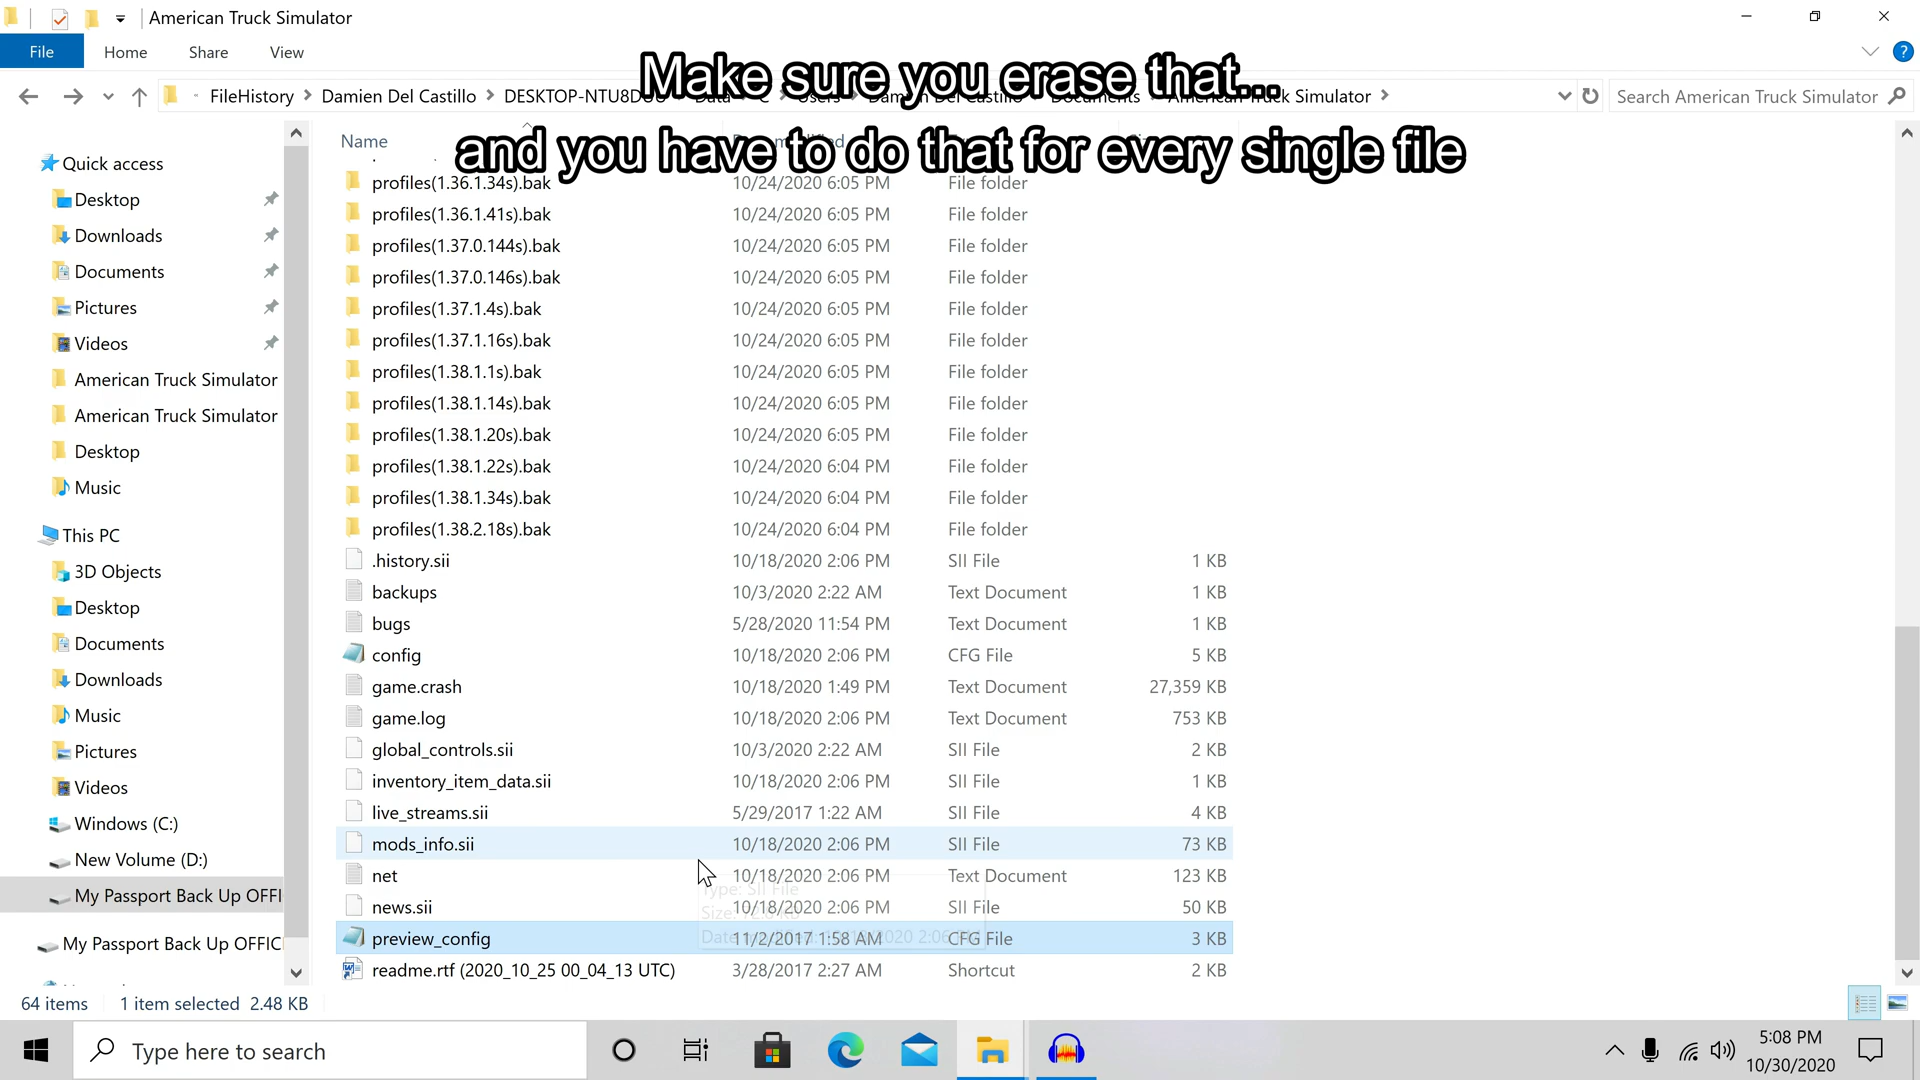 American Truck Simulator
File
Home
Share
View
Make sure you erase that...
FileHistory
Damien Del Castillo
DESKTOP-NTU8DUU
Data
C
Users
Damien Del Castillo
Documents
American Truck Simulator
Search American Truck Simulator
Name
and you have to do that for every single file
profiles(1.36.1.34s).bak 10/24/2020 6:05 PM File folder
profiles(1.36.1.41s).bak 10/24/2020 6:05 PM File folder
profiles(1.37.0.144s).bak 10/24/2020 6:05 PM File folder
profiles(1.37.0.146s).bak 10/24/2020 6:05 PM File folder
profiles(1.37.1.4s).bak 10/24/2020 6:05 PM File folder
profiles(1.37.1.16s).bak 10/24/2020 6:05 PM File folder
profiles(1.38.1.1s).bak 10/24/2020 6:05 PM File folder
profiles(1.38.1.14s).bak 10/24/2020 6:05 PM File folder
profiles(1.38.1.20s).bak 10/24/2020 6:05 PM File folder
profiles(1.38.1.22s).bak 10/24/2020 6:04 PM File folder
profiles(1.38.1.34s).bak 10/24/2020 6:04 PM File folder
profiles(1.38.2.18s).bak 10/24/2020 6:04 PM File folder
.history.sii 10/18/2020 2:06 PM SII File 1 KB
backups 10/3/2020 2:22 AM Text Document 1 KB
bugs 5/28/2020 11:54 PM Text Document 1 KB
config 10/18/2020 2:06 PM CFG File 5 KB
game.crash 10/18/2020 1:49 PM Text Document 27,359 KB
game.log 10/18/2020 2:06 PM Text Document 753 KB
global_controls.sii 10/3/2020 2:22 AM SII File 2 KB
inventory_item_data.sii 10/18/2020 2:06 PM SII File 1 KB
live_streams.sii 5/29/2017 1:22 AM SII File 4 KB
mods_info.sii 10/18/2020 2:06 PM SII File 73 KB
net 10/18/2020 2:06 PM Text Document 123 KB
Type: SII File
news.sii 10/18/2020 2:06 PM SII File 50 KB
preview_config 11/2/2017 1:58 AM CFG File 3 KB
readme.rtf (2020_10_25 00_04_13 UTC) 3/28/2017 2:27 AM Shortcut 2 KB
Quick access
Desktop
Downloads
Documents
Pictures
Videos
American Truck Simulator
American Truck Simulator
Desktop
Music
This PC
3D Objects
Desktop
Documents
Downloads
Music
Pictures
Videos
Windows (C:)
New Volume (D:)
My Passport Back Up OFFI
My Passport Back Up OFFIC
64 items 1 item selected 2.48 KB
Type here to search
5:08 PM
10/30/2020